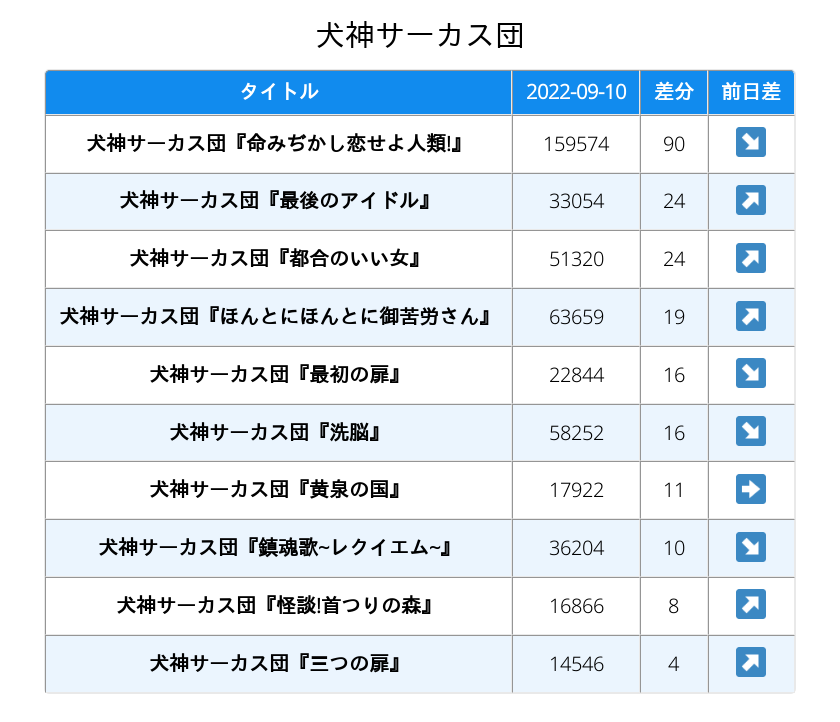 犬神サーカス団
タイトル 2022-09-10 差分 前日差
犬神サーカス団『命みぢかし恋せよ人類!』 159574 90 ↘
犬神サーカス団『最後のアイドル』 33054 24 ↗
犬神サーカス団『都合のいい女』 51320 24 ↗
犬神サーカス団『ほんとにほんとに御苦労さん』 63659 19 ↗
犬神サーカス団『最初の扉』 22844 16 ↘
犬神サーカス団『洗脳』 58252 16 ↘
犬神サーカス団『黄泉の国』 17922 11 ➡
犬神サーカス団『鎮魂歌~レクイエム~』 36204 10 ↘
犬神サーカス団『怪談!首つりの森』 16866 8 ↗
犬神サーカス団『三つの扉』 14546 4 ↗